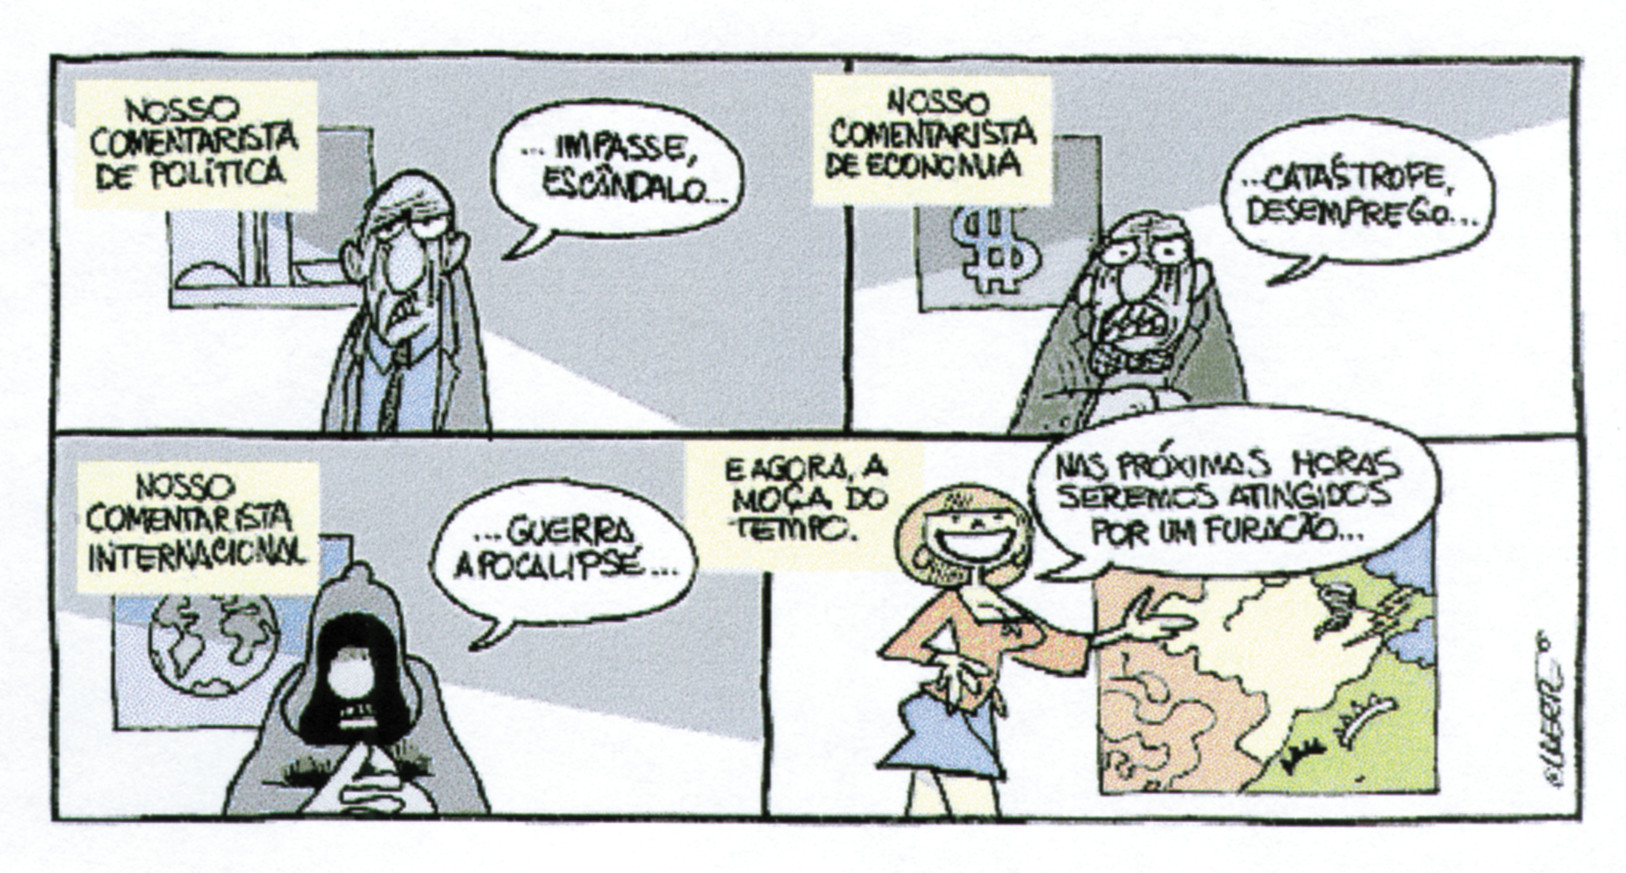 NOSSO
COMENTARISTA
DE POLÍTICA
... IMPASSE,
ESCÂNDALO...
NOSSO
COMENTARISTA
DE ECONOMIA
...CATÁSTROFE,
DESEMPREGO...
NOSSO
COMENTARISTA
INTERNACIONAL
...GUERRA
APOCALIPSE...
E AGORA, A
MOÇA DO
TEMPO.
NAS PRÓXIMAS HORAS
SEREMOS ATINGIDOS
POR UM FURACÃO...